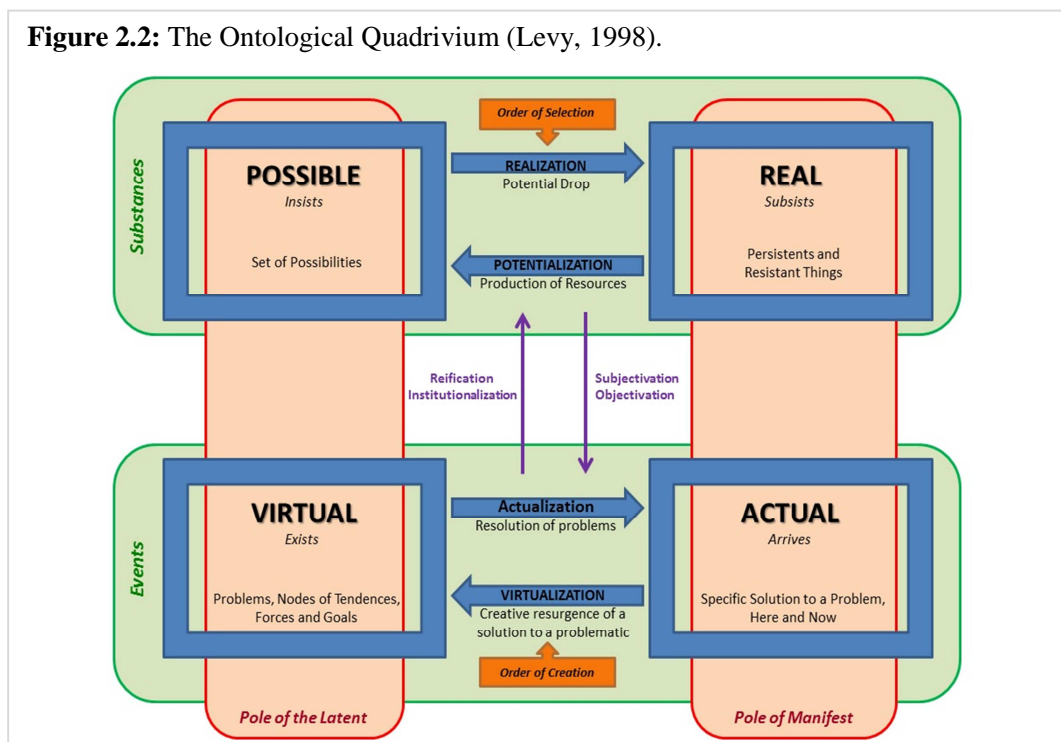 Figure 2.2: The Ontological Quadrivium (Levy, 1998).
Substances
POSSIBLE
Insists
Set of Possibilities
Order of Selection
REALIZATION
Potential Drop
POTENTIALIZATION
Production of Resources
REAL
Subsists
Persistents and
Resistant Things
Reification
Institutionalization
Subjectivation
Objectivation
Events
VIRTUAL
Exists
Problems, Nodes of Tendences,
Forces and Goals
Actualization
Resolution of problems
VIRTUALIZATION
Creative resurgence of a
solution to a problematic
Order of Creation
ACTUAL
Arrives
Specific Solution to a Problem,
Here and Now
Pole of the Latent
Pole of Manifest